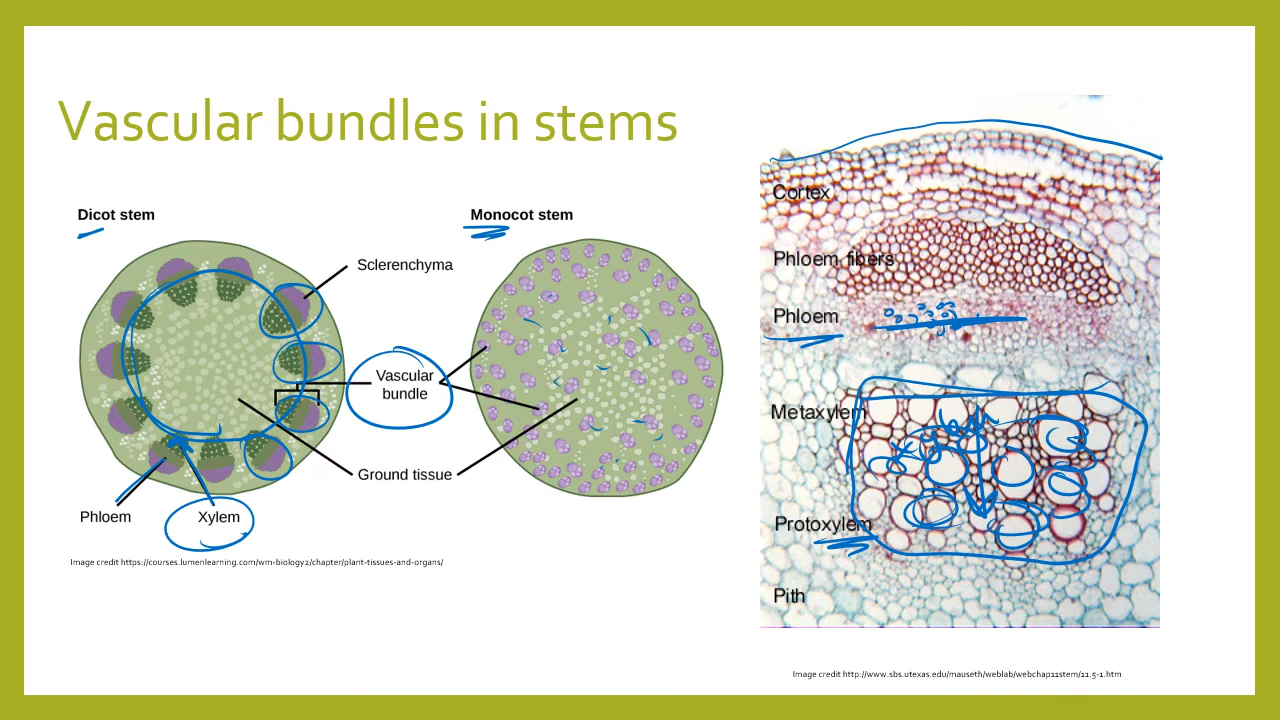 Vascular bundles in stems
Dicot stem
Monocot stem
Sclerenchyma
Vascular
bundle
Ground tissue
Phloem
Xylem
Image credit https://courses.lumenlearning.com/wm-biology2/chapter/plant-tissues-and-organs/
Cortex
Phloem fibers
Phloem
Metaxylem
xylem
Protoxylem
Pith
Image credit http://www.sbs.utexas.edu/mauseth/weblab/webchap11stem/11.5-1.htm